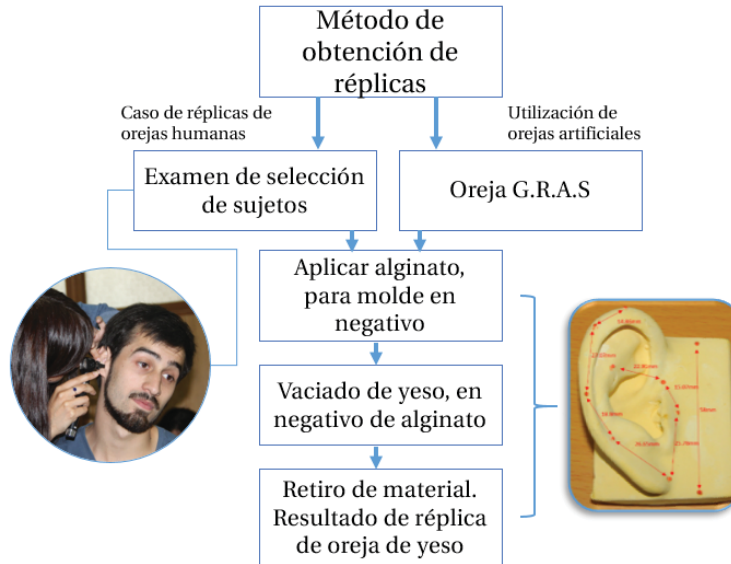 Método de
obtención de
réplicas
Caso de réplicas de
orejas humanas
Utilización de
orejas artificiales
Examen de selección
de sujetos
Oreja G.R.A.S
Aplicar alginato,
para molde en
negativo
Vaciado de yeso, en
negativo de alginato
Retiro de material.
Resultado de réplica
de oreja de yeso